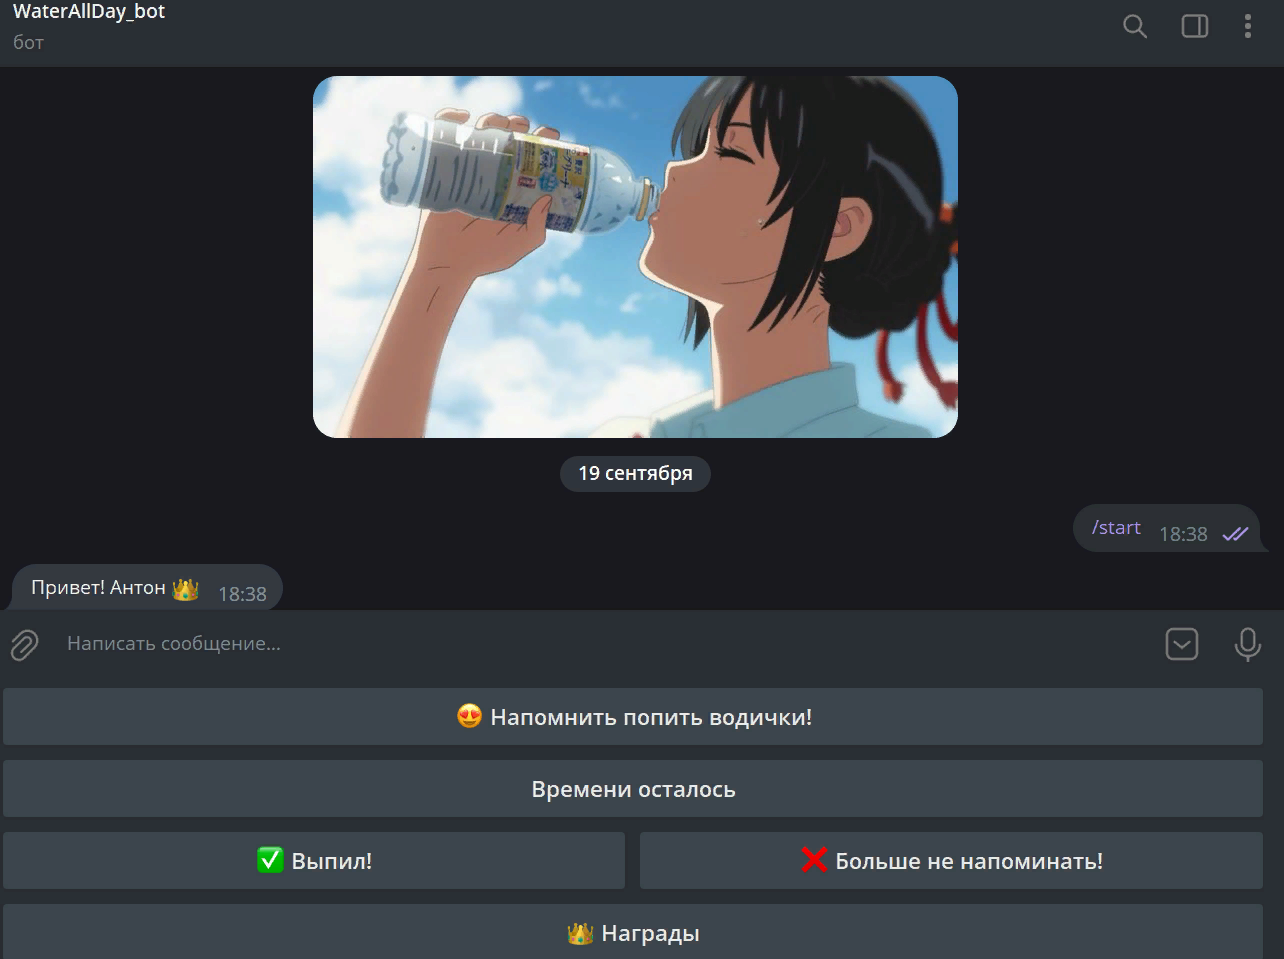 WaterAllDay_bot
бот
19 сентября
/start 18:38
Привет! Антон 👑 18:38
Написать сообщение...
😍 Напомнить попить водички!
Времени осталось
✅ Выпил!
❌ Больше не напоминать!
👑 Награды